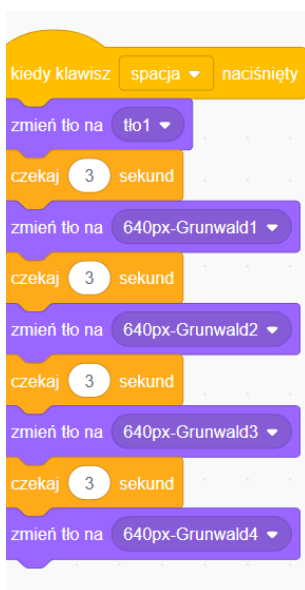 kiedy klawisz spacja naciśnięty
zmień tło na tło1
czekaj 3 sekund
zmień tło na 640px-Grunwald1
czekaj 3 sekund
zmień tło na 640px-Grunwald2
czekaj 3 sekund
zmień tło na 640px-Grunwald3
czekaj 3 sekund
zmień tło na 640px-Grunwald4